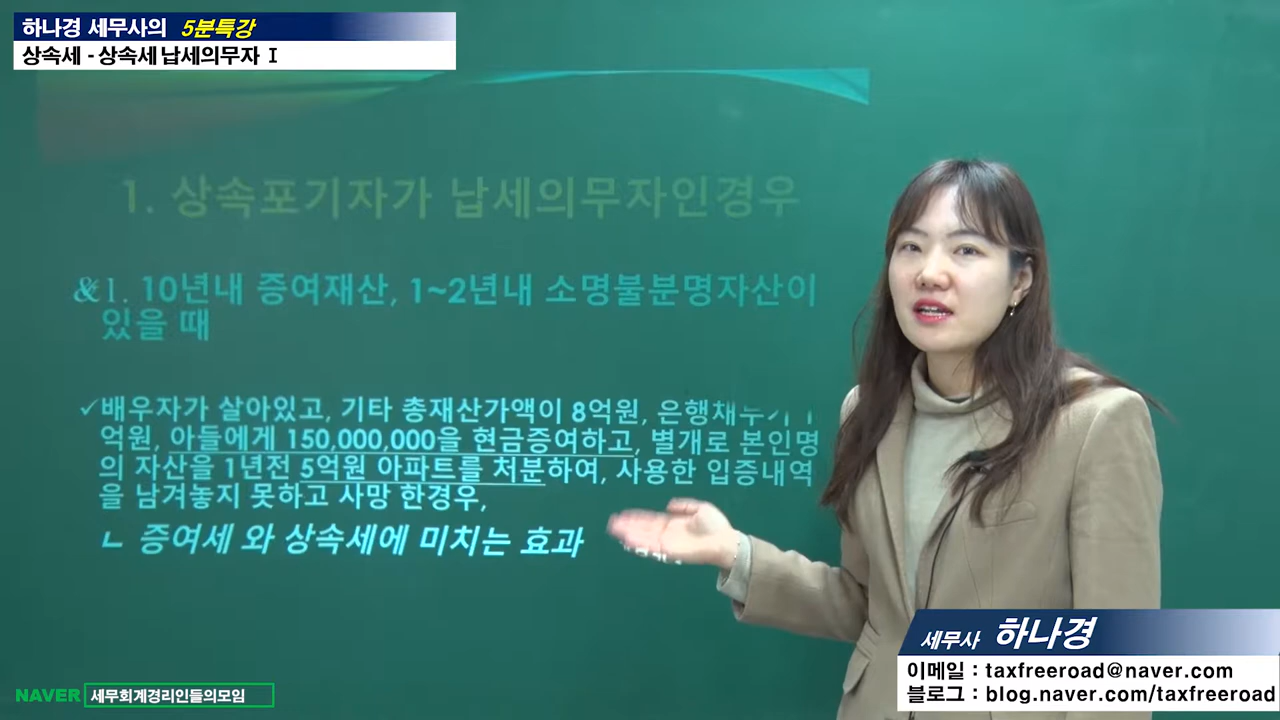 하나경 세무사의 5분특강
상속세 - 상속세 납세의무자 Ⅰ
1. 상속포기자가 납세의무자인경우
&1. 10년내 증여재산, 1~2년내 소명불분명자산이
있을 때
✓배우자가 살아있고, 기타 총재산가액이 8억원, 은행채무가 1
억원, 아들에게 150,000,000을 현금증여하고, 별개로 본인명
의 자산을 1년전 5억원 아파트를 처분하여, 사용한 입증내역
을 남겨놓지 못하고 사망 한경우,
ㄴ 증여세 와 상속세에 미치는 효과
세무사 하나경
이메일 : taxfreeroad@naver.com
블로그 : blog.naver.com/taxfreeroad
NAVER 세무회계경리인들의모임